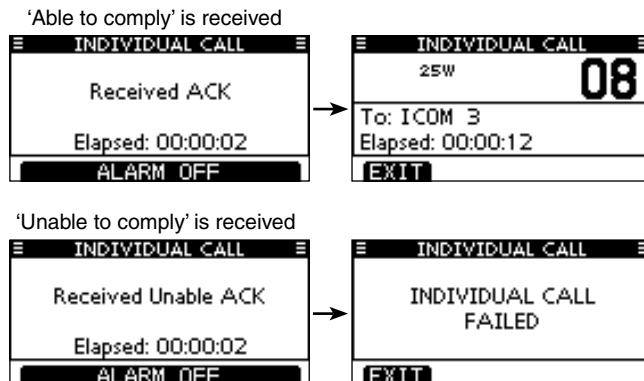 ‘Able to comply’ is received
INDIVIDUAL CALL
Received ACK
Elapsed: 00:00:02
ALARM OFF
INDIVIDUAL CALL
25W
08
To: ICOM 3
Elapsed: 00:00:12
EXIT
‘Unable to comply’ is received
INDIVIDUAL CALL
Received Unable ACK
Elapsed: 00:00:02
ALARM OFF
INDIVIDUAL CALL
INDIVIDUAL CALL
FAILED
EXIT